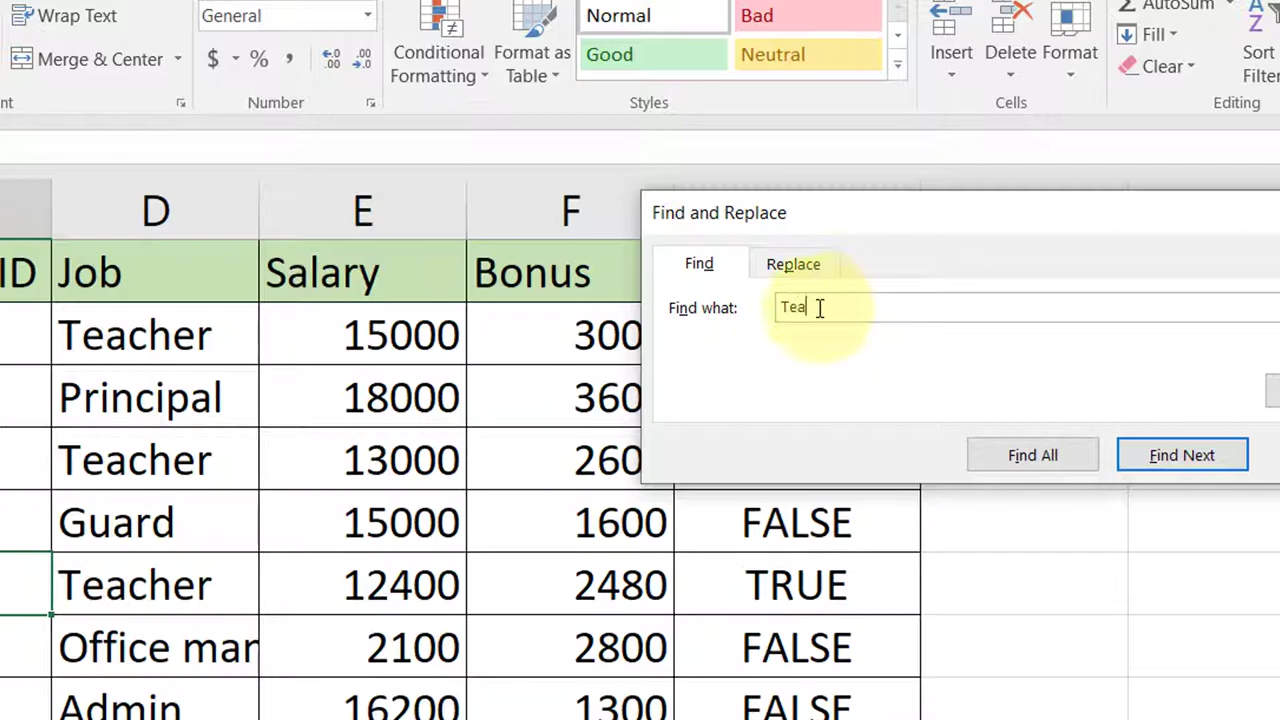 Wrap Text
General
Normal
Bad
Merge & Center
$ % ,
Conditional Formatting
Format as Table
Good
Neutral
Insert
Delete
Format
AutoSum
Fill
Clear
Sort
Filter
Number
Styles
Cells
Editing
D E F
ID Job Salary Bonus
Teacher 15000 300
Principal 18000 360
Teacher 13000 260
Guard 15000 1600 FALSE
Teacher 12400 2480 TRUE
Office man 2100 2800 FALSE
Admin 16200 1300 FALSE
Find and Replace
Find Replace
Find what: Tea
Find All Find Next